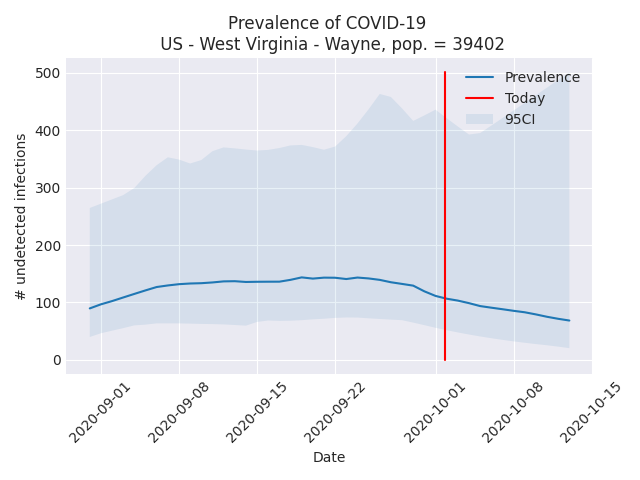 Prevalence of COVID-19
US - West Virginia - Wayne, pop. = 39402
Prevalence
Today
95CI
500
400
300
200
100
0
# undetected infections
2020-09-01
2020-09-08
2020-09-15
2020-09-22
2020-10-01
2020-10-08
2020-10-15
Date